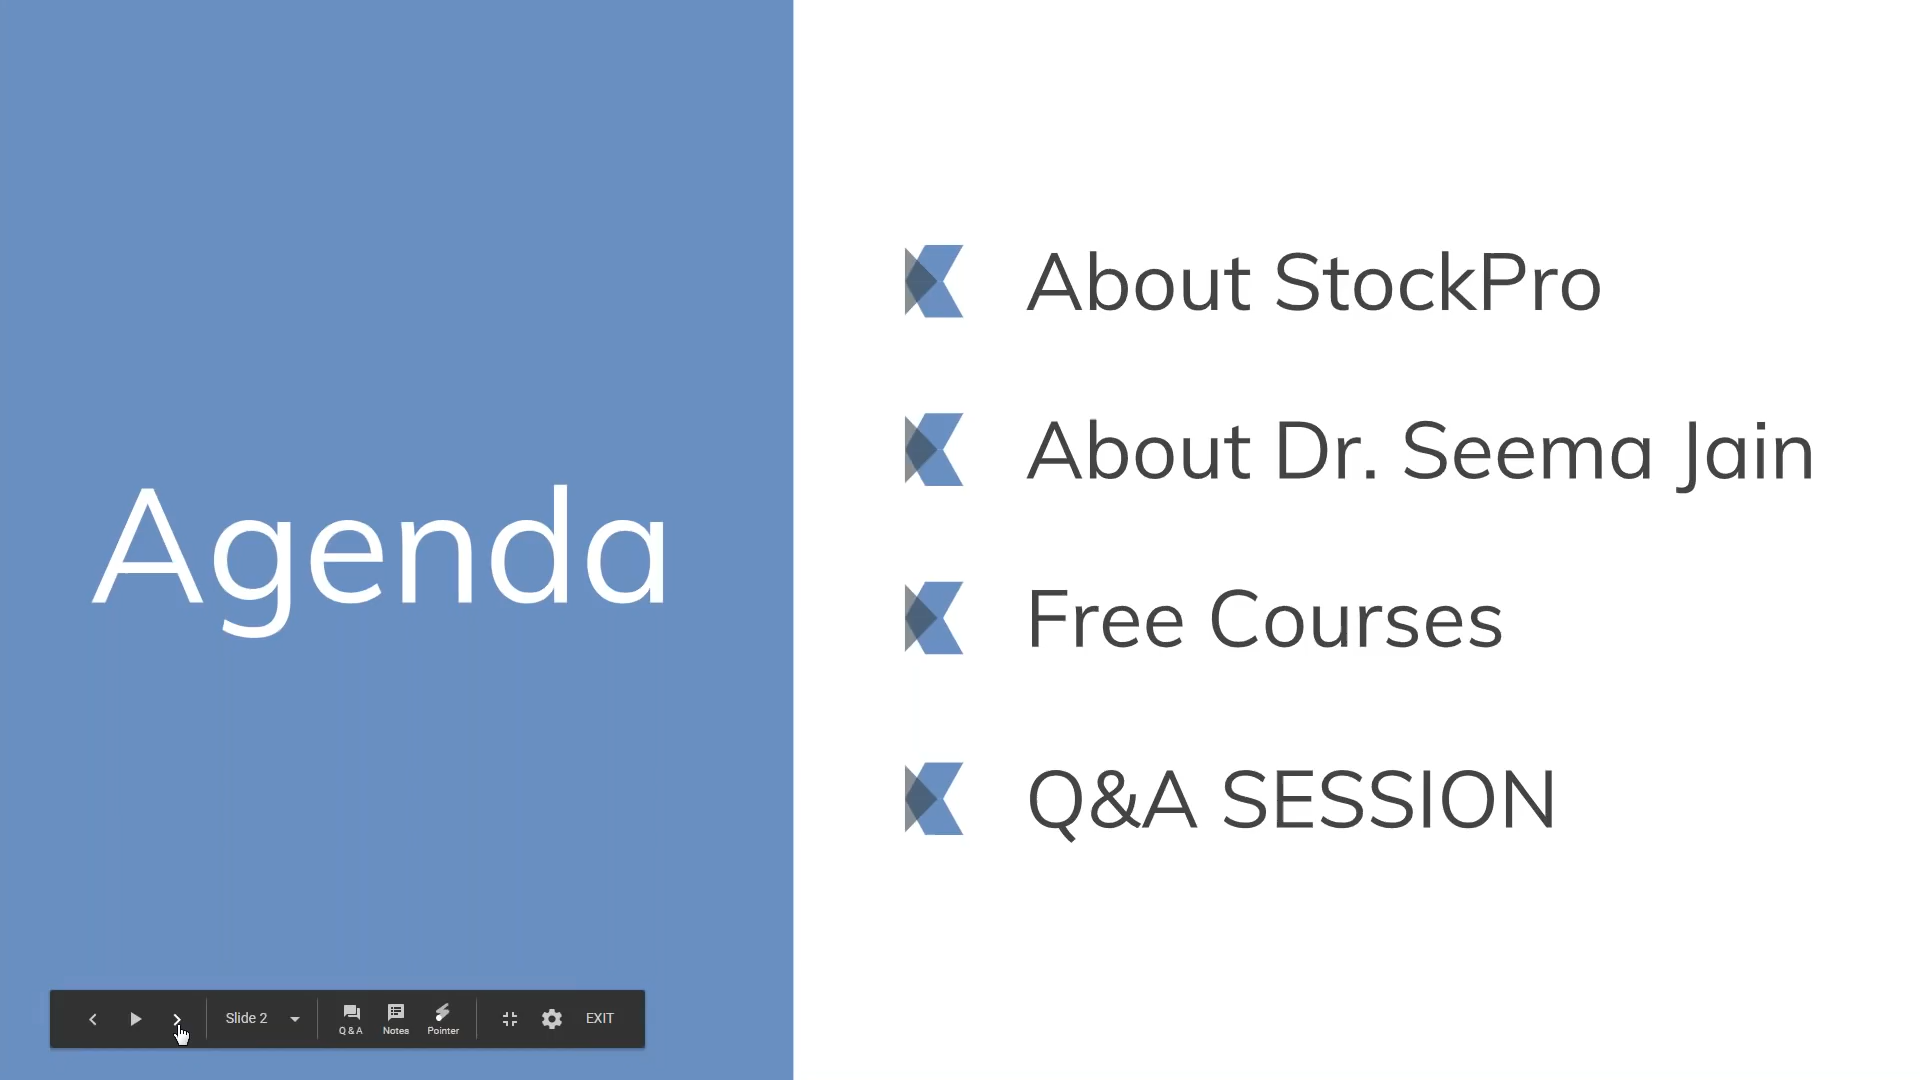 Agenda
About StockPro
About Dr. Seema Jain
Free Courses
Q&A SESSION
Slide 2
Q & A
Notes
Pointer
EXIT